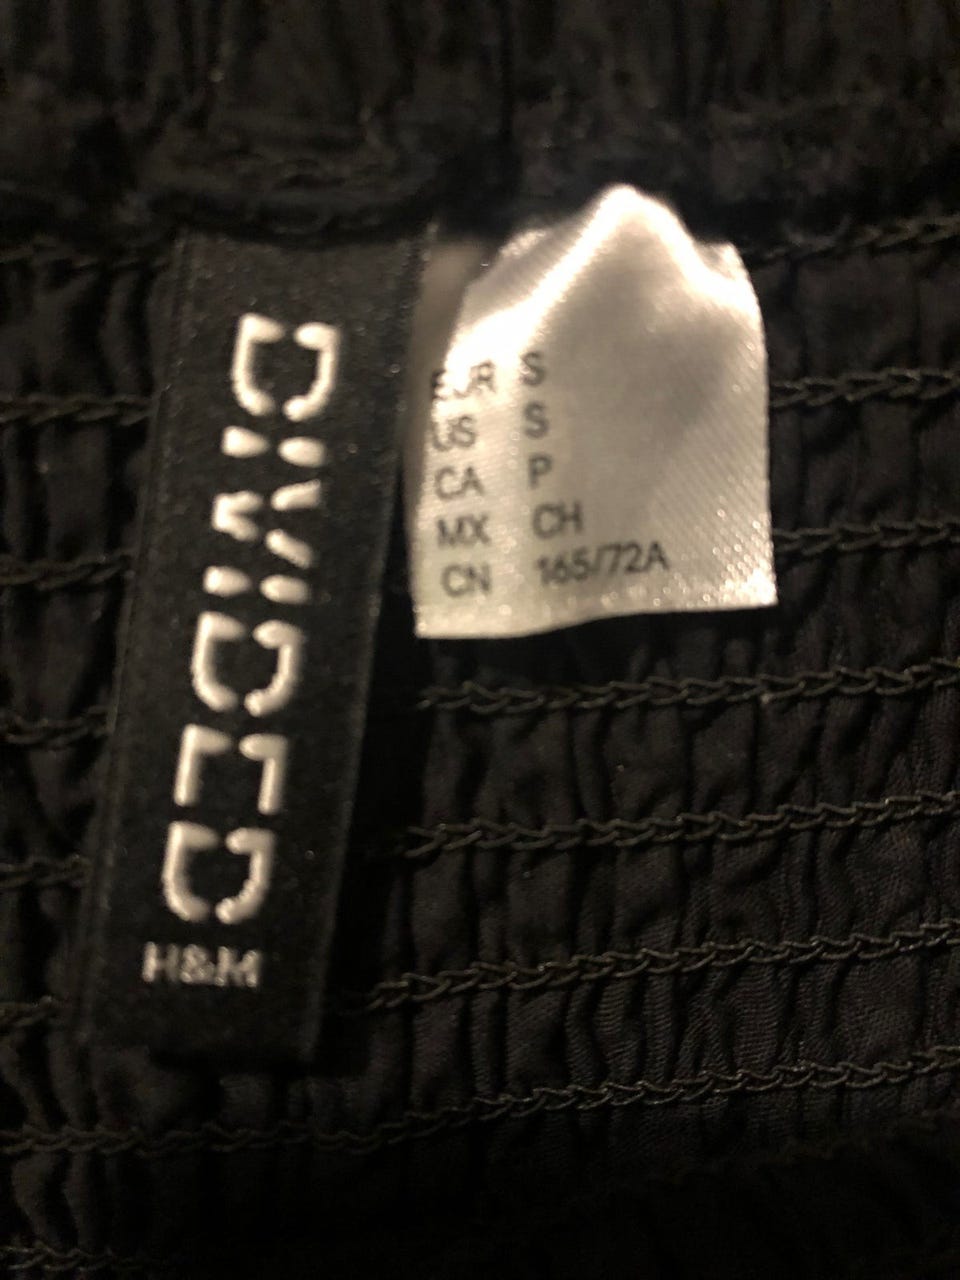 DIVIDED
H&M
EUR S
US S
CA P
MX CH
CN 165/72A